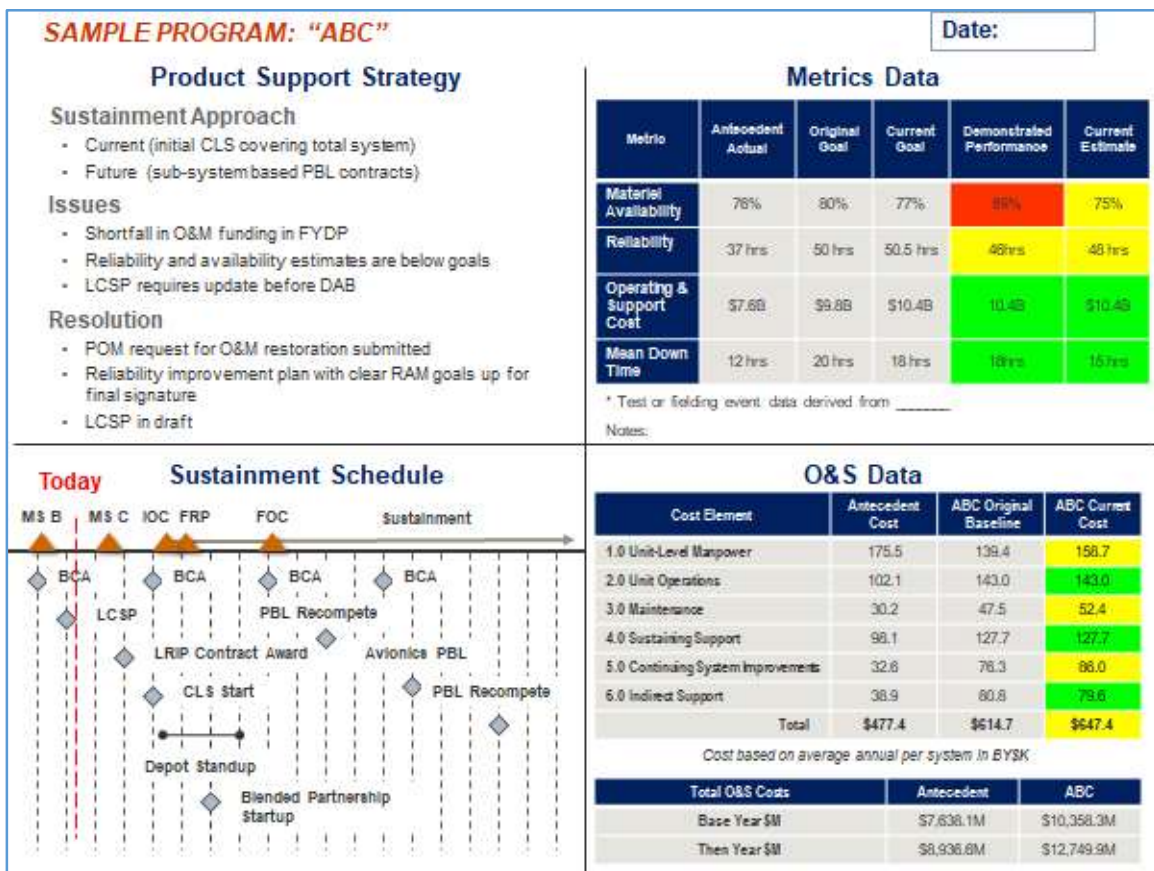 SAMPLE PROGRAM: “ABC”
Date:
Product Support Strategy
Sustainment Approach
• Current (initial CLS covering total system)
• Future (sub-system based PBL contracts)
Issues
• Shortfall in O&M funding in FYDP
• Reliability and availability estimates are below goals
• LCSP requires update before DAB
Resolution
• POM request for O&M restoration submitted
• Reliability improvement plan with clear RAM goals up for
final signature
• LCSP in draft
Metrics Data
Metric Antecedent Actual Original Goal Current Goal Demonstrated Performance Current Estimate
Materiel Availability 76% 80% 77% 75%
Reliability 37 hrs 50 hrs 50.5 hrs 46hrs 48 hrs
Operating & Support Cost $7.6B $9.8B $10.4B 10.4B $10.4B
Mean Down Time 12 hrs 20 hrs 18 hrs 18hrs 15 hrs
* Test or fielding event data derived from _______
Notes:
Sustainment Schedule
Today
MS B MS C IOC FRP FOC Sustainment
BCA BCA BCA BCA
LCSP PBL Recompete
LRIP Contract Award Avionics PBL
CLS Start PBL Recompete
Depot Standup
Blended Partnership
Startup
O&S Data
Cost Element Antecedent Cost ABC Original Baseline ABC Current Cost
1.0 Unit-Level Manpower 175.5 139.4 158.7
2.0 Unit Operations 102.1 143.0 143.0
3.0 Maintenance 30.2 47.5 52.4
4.0 Sustaining Support 98.1 127.7 127.7
5.0 Continuing System Improvements 32.6 76.3 86.0
6.0 Indirect Support 38.9 80.8 79.6
Total $477.4 $614.7 $647.4
Cost based on average annual per system in BY$K
Total O&S Costs Antecedent ABC
Base Year $M $7,638.1M $10,358.3M
Then Year $M $8,936.6M $12,749.9M